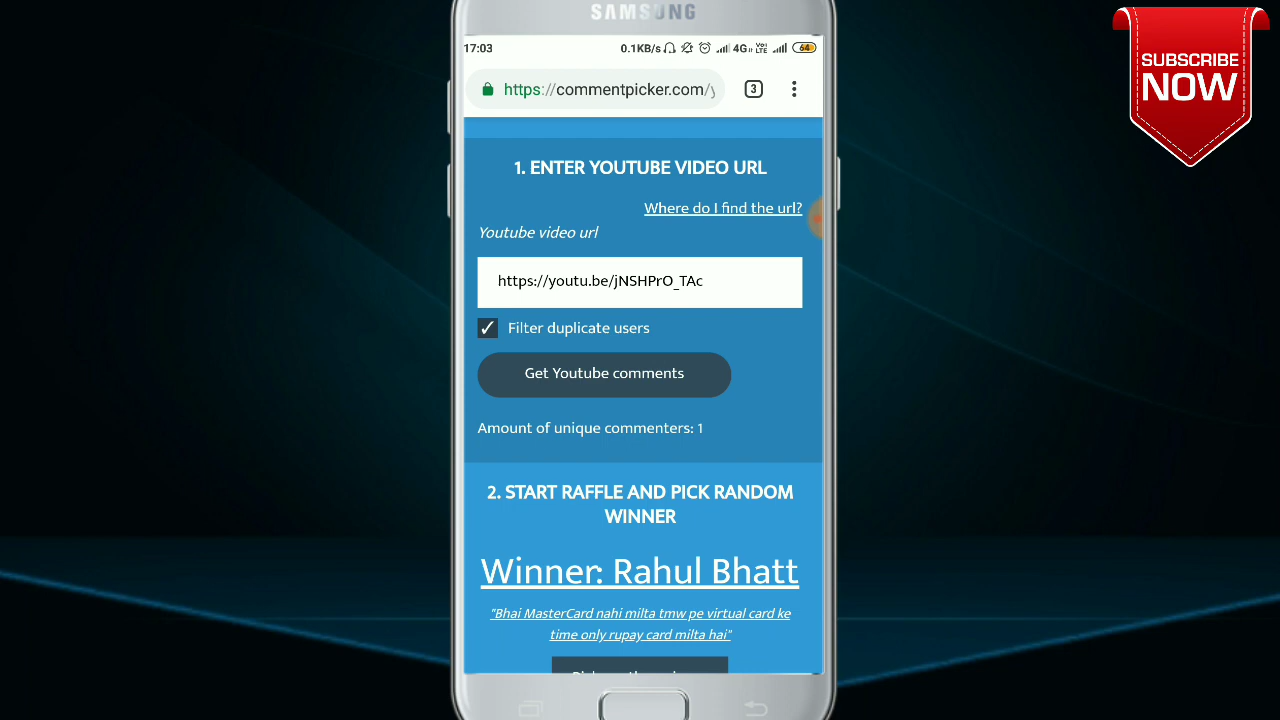 SAMSUNG
SUBSCRIBE
NOW
17:03 0.1KB/s 4G VoLTE 64
https://commentpicker.com/y 3
1. ENTER YOUTUBE VIDEO URL
Where do I find the url?
Youtube video url
https://youtu.be/jNSHPrO_TAc
Filter duplicate users
Get Youtube comments
Amount of unique commenters: 1
2. START RAFFLE AND PICK RANDOM
WINNER
Winner: Rahul Bhatt
"Bhai MasterCard nahi milta tmw pe virtual card ke
time only rupay card milta hai"